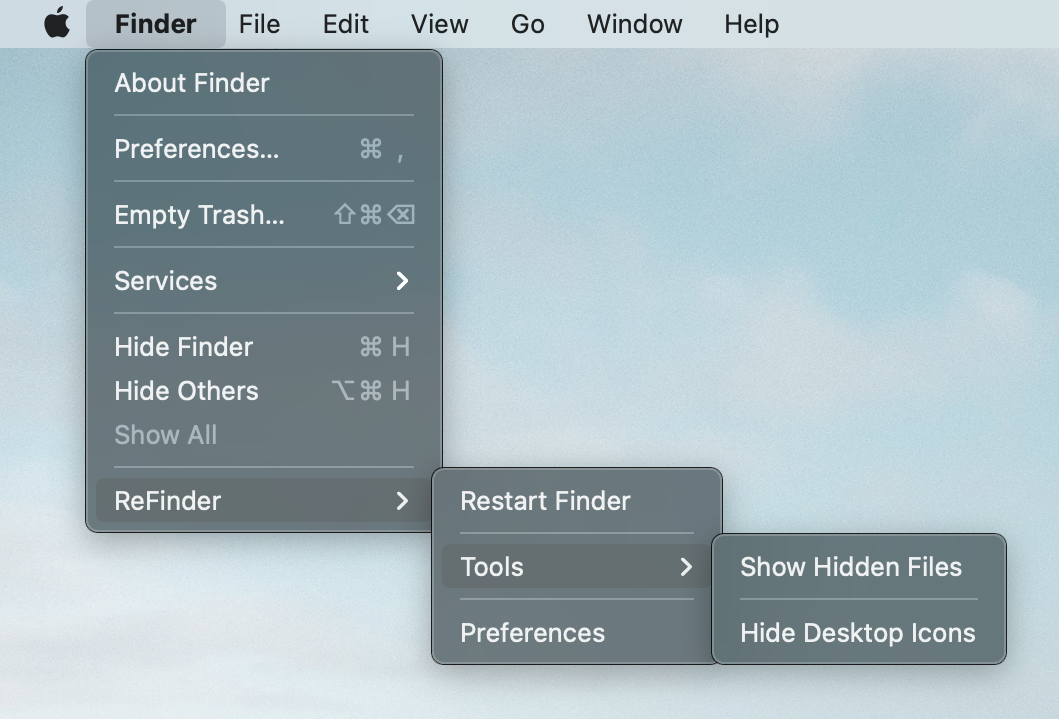 Finder File Edit View Go Window Help
About Finder
Preferences... ⌘ ,
Empty Trash... ⇧⌘⌫
Services
Hide Finder ⌘ H
Hide Others ⌥⌘ H
Show All
ReFinder
Restart Finder
Tools
Preferences
Show Hidden Files
Hide Desktop Icons